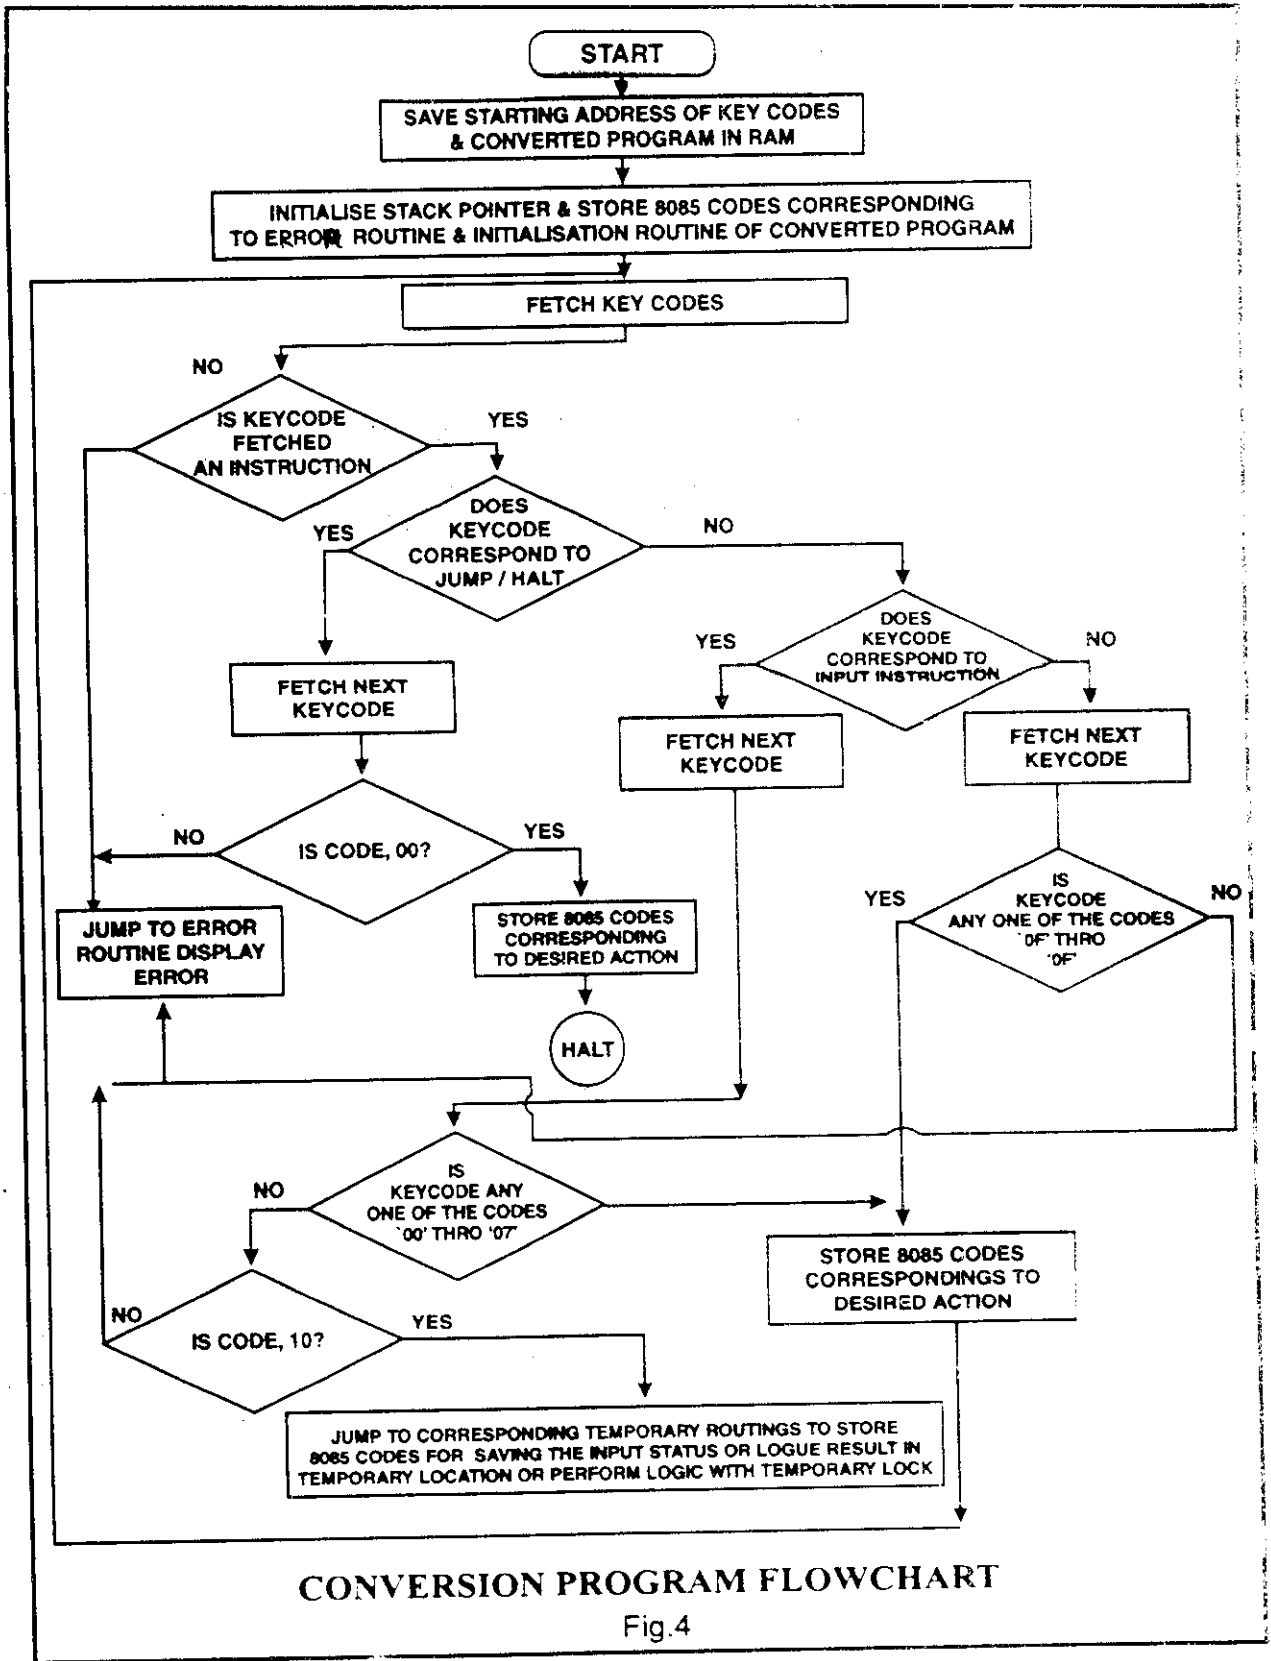 START
SAVE STARTING ADDRESS OF KEY CODES
& CONVERTED PROGRAM IN RAM
INITIALISE STACK POINTER & STORE 8085 CODES CORRESPONDING
TO ERROR ROUTINE & INITIALISATION ROUTINE OF CONVERTED PROGRAM
FETCH KEY CODES
NO
IS KEYCODE
FETCHED
AN INSTRUCTION
YES
DOES
KEYCODE
CORRESPOND TO
JUMP / HALT
YES
NO
DOES
KEYCODE
CORRESPOND TO
INPUT INSTRUCTION
YES
NO
FETCH NEXT
KEYCODE
FETCH NEXT
KEYCODE
FETCH NEXT
KEYCODE
NO
IS CODE, 00?
YES
IS
KEYCODE
ANY ONE OF THE CODES
'0F' THRO
'0F'
YES
NO
JUMP TO ERROR
ROUTINE DISPLAY
ERROR
STORE 8085 CODES
CORRESPONDING
TO DESIRED ACTION
HALT
NO
IS
KEYCODE ANY
ONE OF THE CODES
'00' THRO '07'
STORE 8085 CODES
CORRESPONDINGS TO
DESIRED ACTION
NO
IS CODE, 10?
YES
JUMP TO CORRESPONDING TEMPORARY ROUTINGS TO STORE
8085 CODES FOR SAVING THE INPUT STATUS OR LOGUE RESULT IN
TEMPORARY LOCATION OR PERFORM LOGIC WITH TEMPORARY LOCK
CONVERSION PROGRAM FLOWCHART
Fig.4